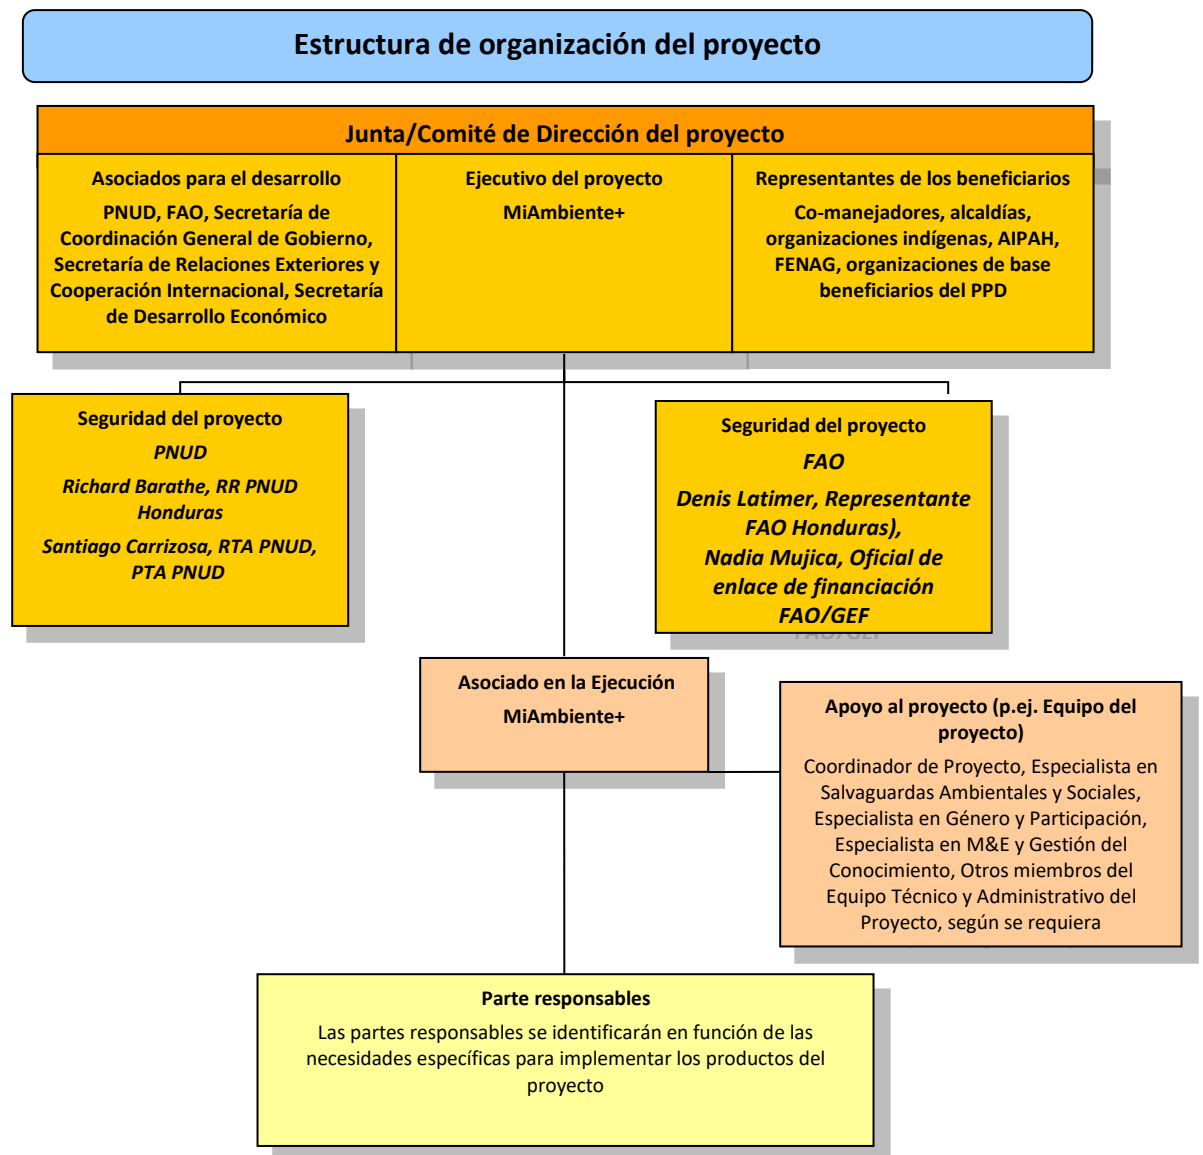 Estructura de organización del proyecto
Junta/Comité de Dirección del proyecto
Asociados para el desarrollo
PNUD, FAO, Secretaría de
Coordinación General de Gobierno,
Secretaría de Relaciones Exteriores y
Cooperación Internacional, Secretaría
de Desarrollo Económico
Ejecutivo del proyecto
MiAmbiente+
Representantes de los beneficiarios
Co-manejadores, alcaldías,
organizaciones indígenas, AIPAH,
FENAG, organizaciones de base
beneficiarios del PPD
Seguridad del proyecto
PNUD
Richard Barathe, RR PNUD
Honduras
Santiago Carrizosa, RTA PNUD,
PTA PNUD
Seguridad del proyecto
FAO
Denis Latimer, Representante
FAO Honduras),
Nadia Mujica, Oficial de
enlace de financiación
FAO/GEF
Asociado en la Ejecución
MiAmbiente+
Apoyo al proyecto (p.ej. Equipo del
proyecto)
Coordinador de Proyecto, Especialista en
Salvaguardas Ambientales y Sociales,
Especialista en Género y Participación,
Especialista en M&E y Gestión del
Conocimiento, Otros miembros del
Equipo Técnico y Administrativo del
Proyecto, según se requiera
Parte responsables
Las partes responsables se identificarán en función de las
necesidades específicas para implementar los productos del
proyecto